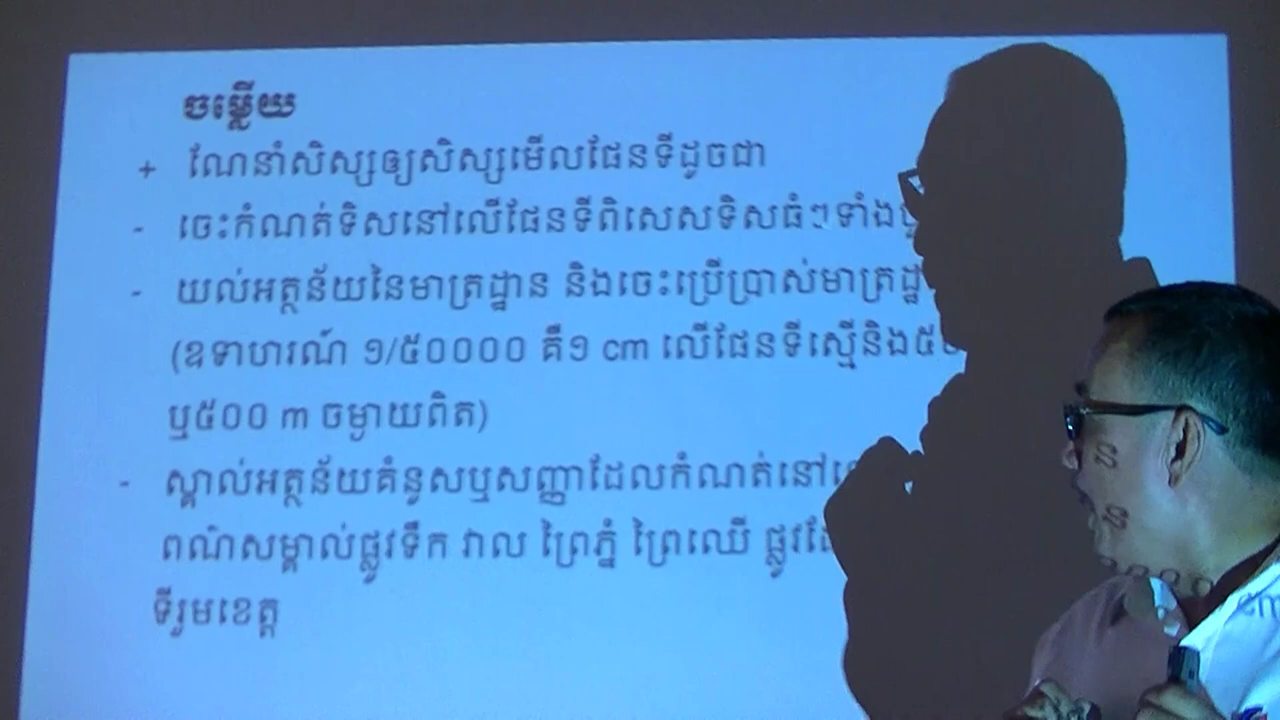 ចម្លើយ
+ ណែនាំសិស្សឲ្យសិស្សមើលផែនទីដូចជា
- ចេះកំណត់ទិសនៅលើផែនទីពិសេសទិសធំៗទាំង
- យល់អត្ថន័យនៃមាត្រដ្ឋាន និងចេះប្រើប្រាស់មាត្រដ្ឋ
(ឧទាហរណ៍ ១/៥០០០០ គឺ១ cm លើផែនទីស្មើនិង៥០
ឬ៥០០ m ចម្ងាយពិត)
- ស្គាល់អត្ថន័យគំនូសឬសញ្ញាដែលកំណត់នៅ
ពណ៌សម្គាល់ផ្លូវទឹក វាល ព្រៃភ្នំ ព្រៃឈើ ផ្លូវ
ទីរួមខេត្ត